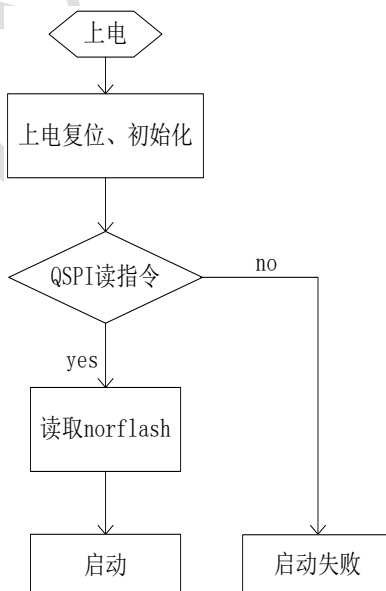 上电
上电复位、初始化
QSPI读指令
no
yes
读取norflash
启动
启动失败